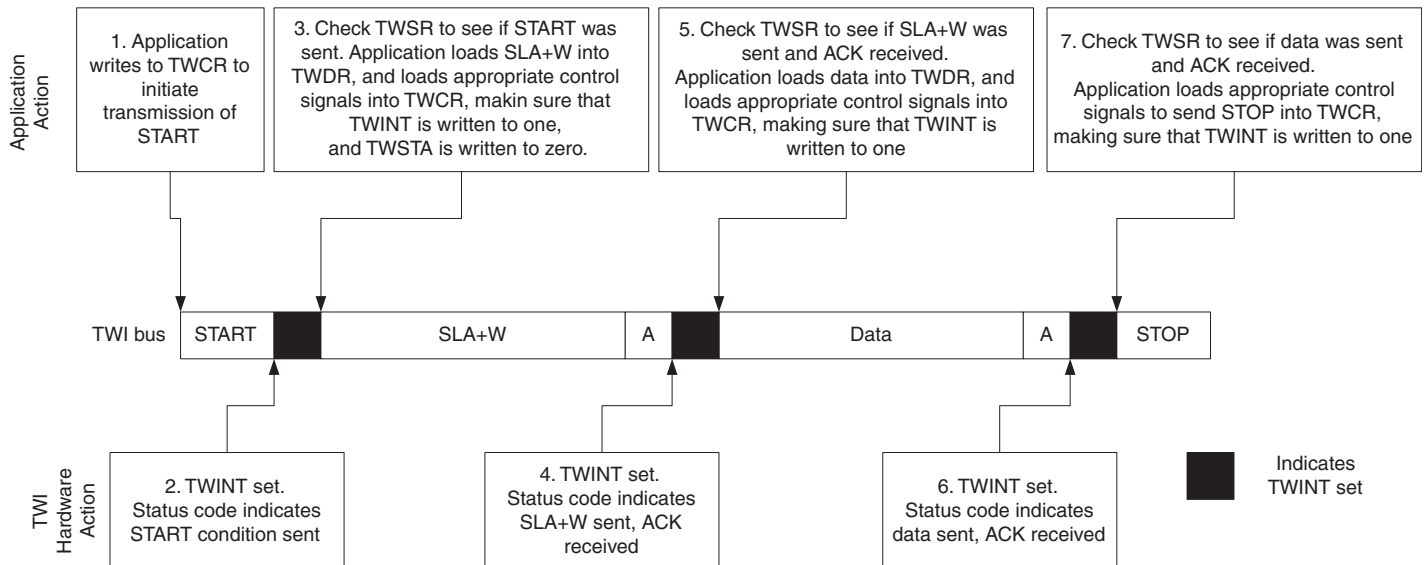 Application
Action
1. Application
writes to TWCR to
initiate
transmission of
START
3. Check TWSR to see if START was
sent. Application loads SLA+W into
TWDR, and loads appropriate control
signals into TWCR, makin sure that
TWINT is written to one,
and TWSTA is written to zero.
5. Check TWSR to see if SLA+W was
sent and ACK received.
Application loads data into TWDR, and
loads appropriate control signals into
TWCR, making sure that TWINT is
written to one
7. Check TWSR to see if data was sent
and ACK received.
Application loads appropriate control
signals to send STOP into TWCR,
making sure that TWINT is written to one
TWI bus
START
SLA+W
A
Data
A
STOP
TWI
Hardware
Action
2. TWINT set.
Status code indicates
START condition sent
4. TWINT set.
Status code indicates
SLA+W sent, ACK
received
6. TWINT set.
Status code indicates
data sent, ACK received
Indicates
TWINT set